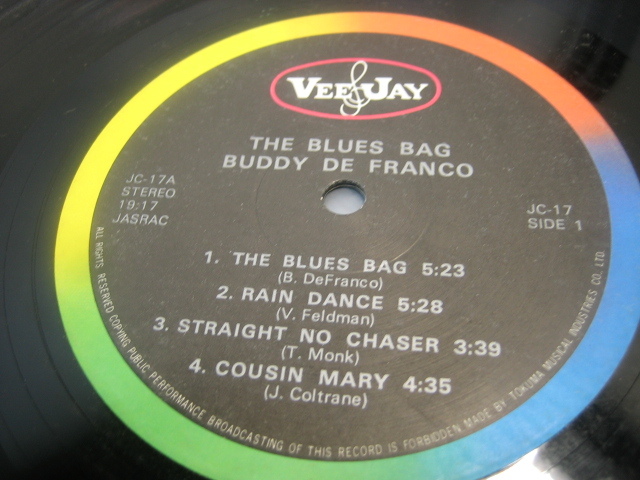 VEE JAY
THE BLUES BAG
BUDDY DE FRANCO
JC-17A
STEREO
19:17
JASRAC
JC-17
SIDE 1
1. THE BLUES BAG 5:23
(B. DeFranco)
2. RAIN DANCE 5:28
(V. Feldman)
3. STRAIGHT NO CHASER 3:39
(T. Monk)
4. COUSIN MARY 4:35
(J. Coltrane)
ALL RIGHTS RESERVED COPYING PUBLIC PERFORMANCE BROADCASTING OF THIS RECORD IS FORBIDDEN MADE BY TOKUMA MUSICAL INDUSTRIES CO. LTD.